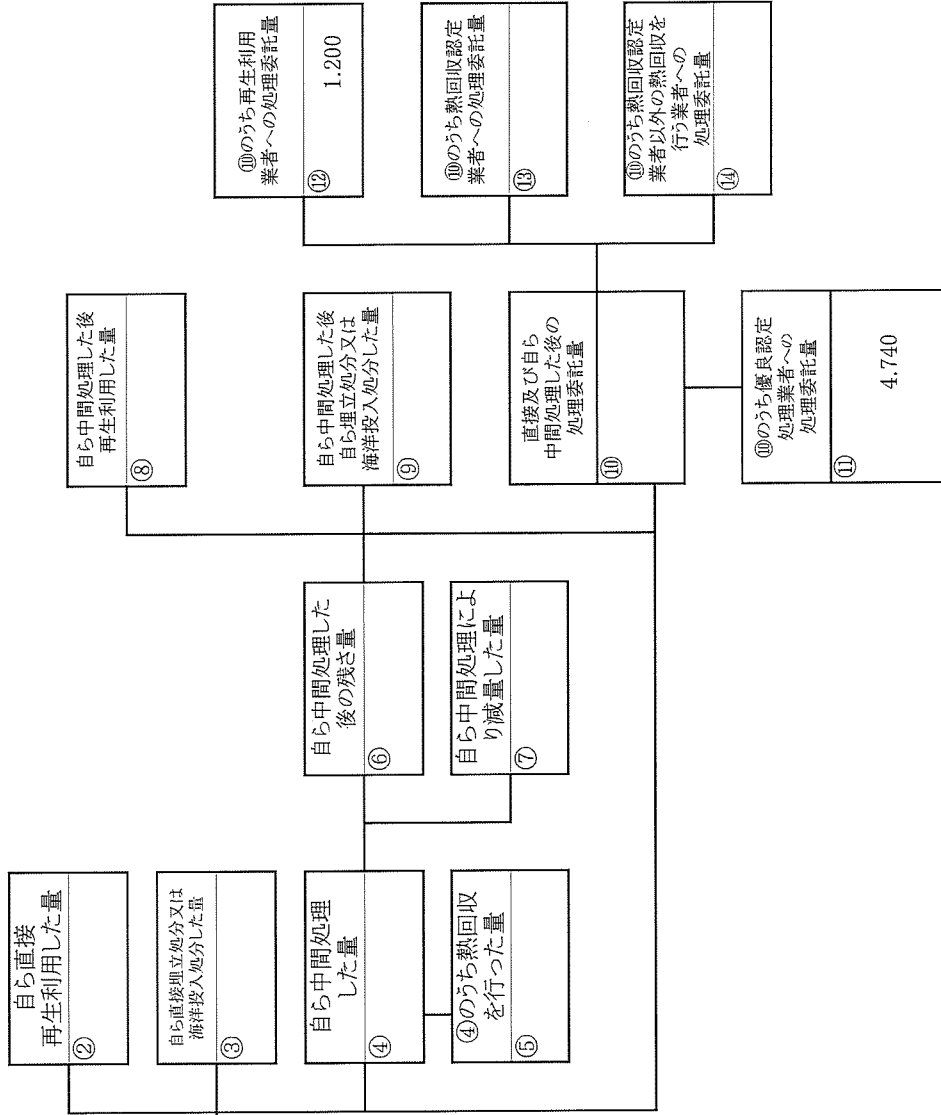 自ら直接
再生利用した量
②
自ら直接埋立処分又は
海洋投入処分した量
③
自ら中間処理
した量
④
④のうち熱回収
を行った量
⑤
自ら中間処理した
後の残さ量
⑥
自ら中間処理によ
り減量した量
⑦
自ら中間処理した後
再生利用した量
⑧
自ら中間処理した後
自ら埋立処分又は
海洋投入処分した量
⑨
直接及び自ら
中間処理した後の
処理委託量
⑩
⑩のうち優良認定
処理業者への
処理委託量
⑪
4.740
⑩のうち再生利用
業者への処理委託量
⑫
1.200
⑩のうち熱回収認定
業者への処理委託量
⑬
⑩のうち熱回収認定
業者以外の熱回収を
行う業者への
処理委託量
⑭